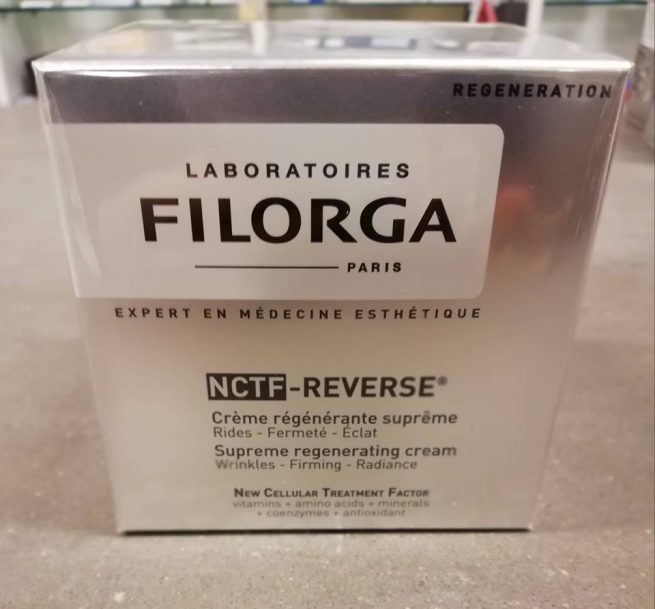 REGENERATION
LABORATOIRES
FILORGA
PARIS
EXPERT EN MÉDECINE ESTHÉTIQUE
NCTF-REVERSE®
Crème régénérante suprême
Rides - Fermeté - Éclat
Supreme regenerating cream
Wrinkles - Firming - Radiance
NEW CELLULAR TREATMENT FACTOR
vitamins + amino acids + minerals
+ coenzymes + antioxidant